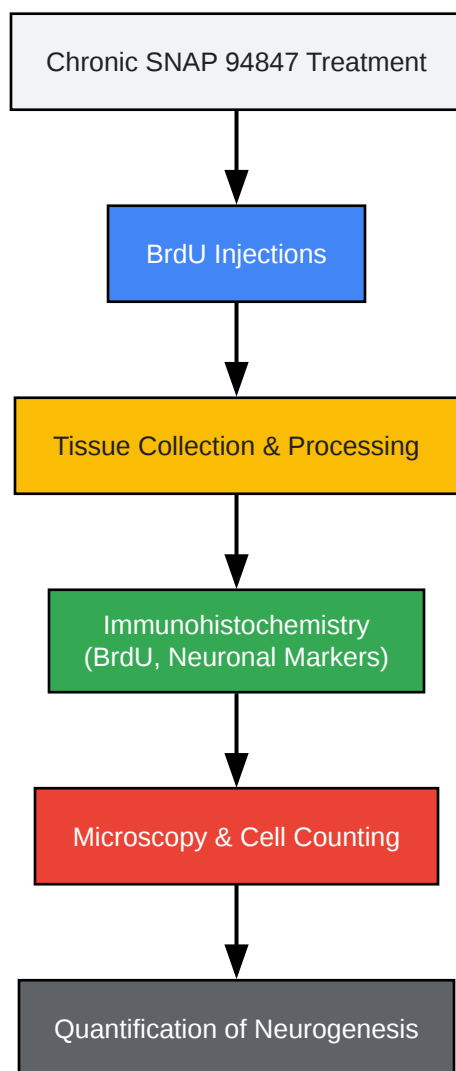 Chronic SNAP 94847 Treatment
BrdU Injections
Tissue Collection & Processing
Immunohistochemistry
(BrdU, Neuronal Markers)
Microscopy & Cell Counting
Quantification of Neurogenesis